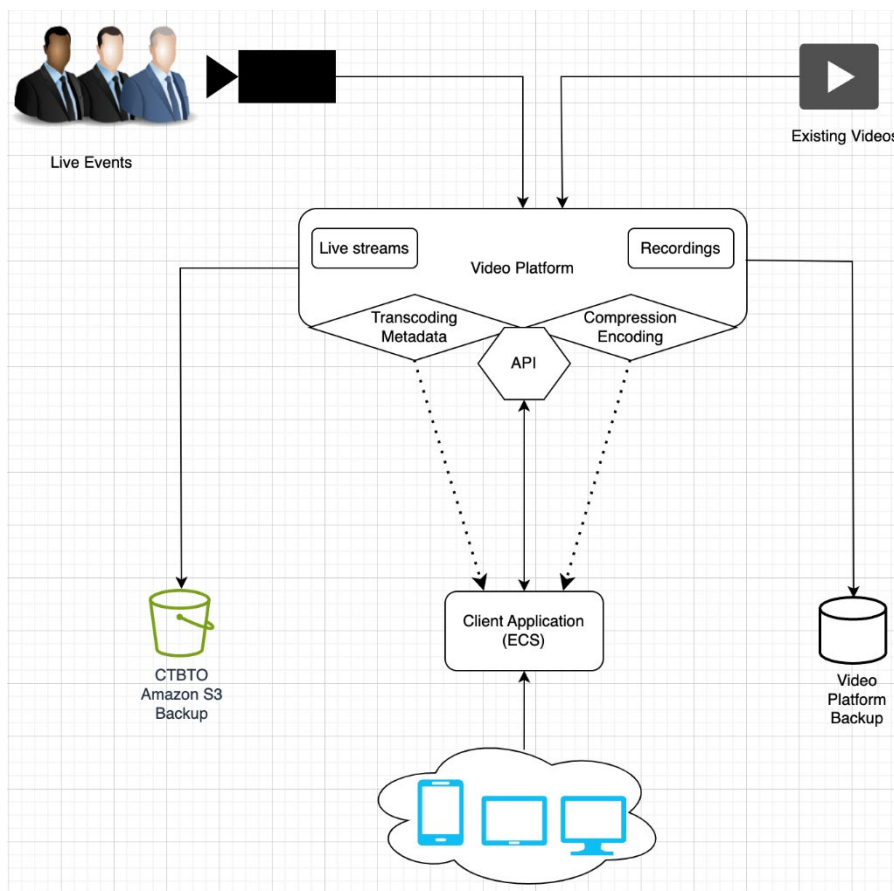 Live Events
Existing Videos
Live streams
Recordings
Video Platform
Transcoding
Metadata
Compression
Encoding
API
Client Application
(ECS)
CTBTO
Amazon S3
Backup
Video
Platform
Backup